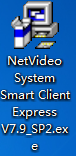 NetVideo
System
Smart Client
Express
V7.9_SP2.ex
e